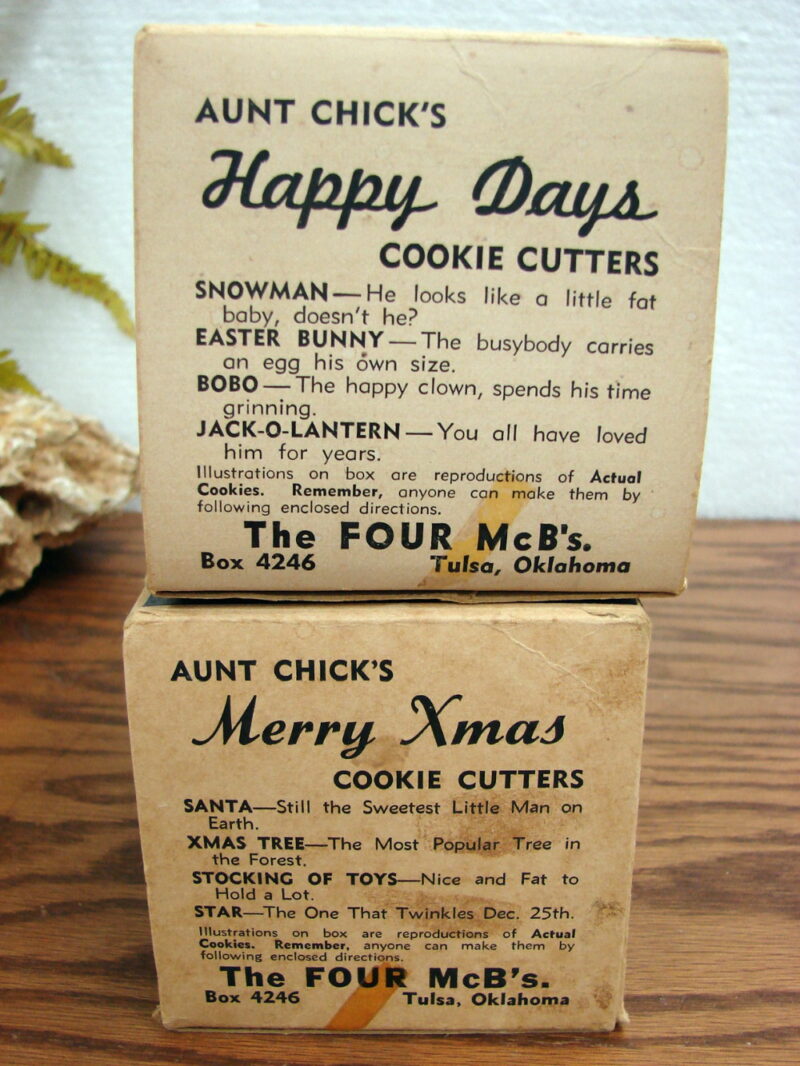 AUNT CHICK'S
Happy Days
COOKIE CUTTERS
SNOWMAN—He looks like a little fat
baby, doesn't he?
EASTER BUNNY—The busybody carries
an egg his own size.
BOBO—The happy clown, spends his time
grinning.
JACK-O-LANTERN—You all have loved
him for years.
Illustrations on box are reproductions of Actual
Cookies. Remember, anyone can make them by
following enclosed directions.
The FOUR McB's.
Box 4246 Tulsa, Oklahoma
AUNT CHICK'S
Merry Xmas
COOKIE CUTTERS
SANTA—Still the Sweetest Little Man on
Earth.
XMAS TREE—The Most Popular Tree in
the Forest.
STOCKING OF TOYS—Nice and Fat to
Hold a Lot.
STAR—The One That Twinkles Dec. 25th.
Illustrations on box are reproductions of Actual
Cookies. Remember, anyone can make them by
following enclosed directions.
The FOUR McB's.
Box 4246 Tulsa, Oklahoma